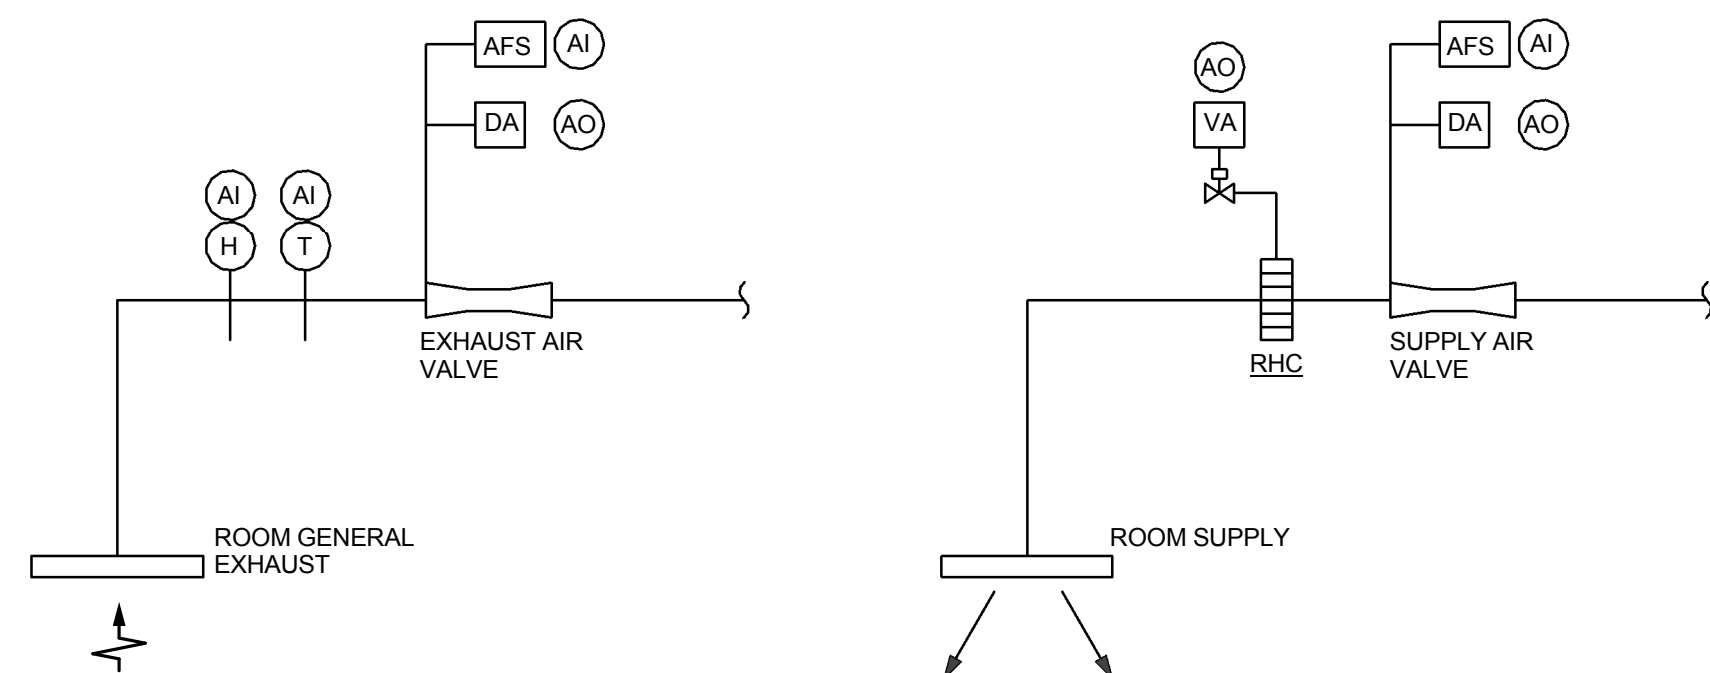 AFS AI
DA AO
AI AI
H T
EXHAUST AIR
VALVE
ROOM GENERAL
EXHAUST
AFS AI
AO
VA
DA AO
RHC
SUPPLY AIR
VALVE
ROOM SUPPLY